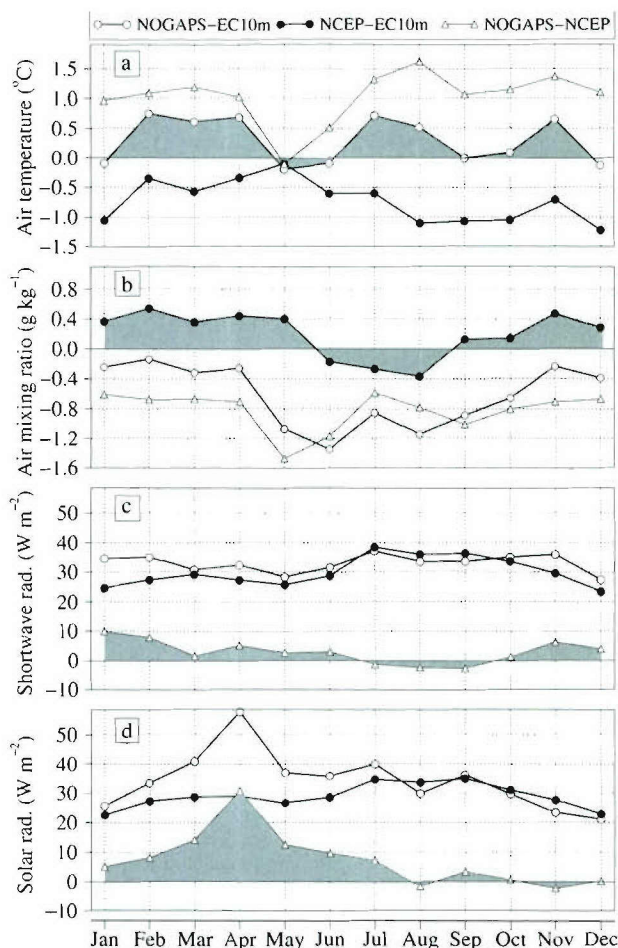 NOGAPS−EC10m NCEP−EC10m NOGAPS−NCEP
a
Air temperature (°C)
1.5
1.0
0.5
0.0
−0.5
−1.0
−1.5
b
Air mixing ratio (g kg⁻¹)
0.8
0.4
0.0
−0.4
−0.8
−1.2
−1.6
c
Shortwave rad. (W m⁻²)
50
40
30
20
10
0
−10
d
Solar rad. (W m⁻²)
50
40
30
20
10
0
−10
Jan Feb Mar Apr May Jun Jul Aug Sep Oct Nov Dec